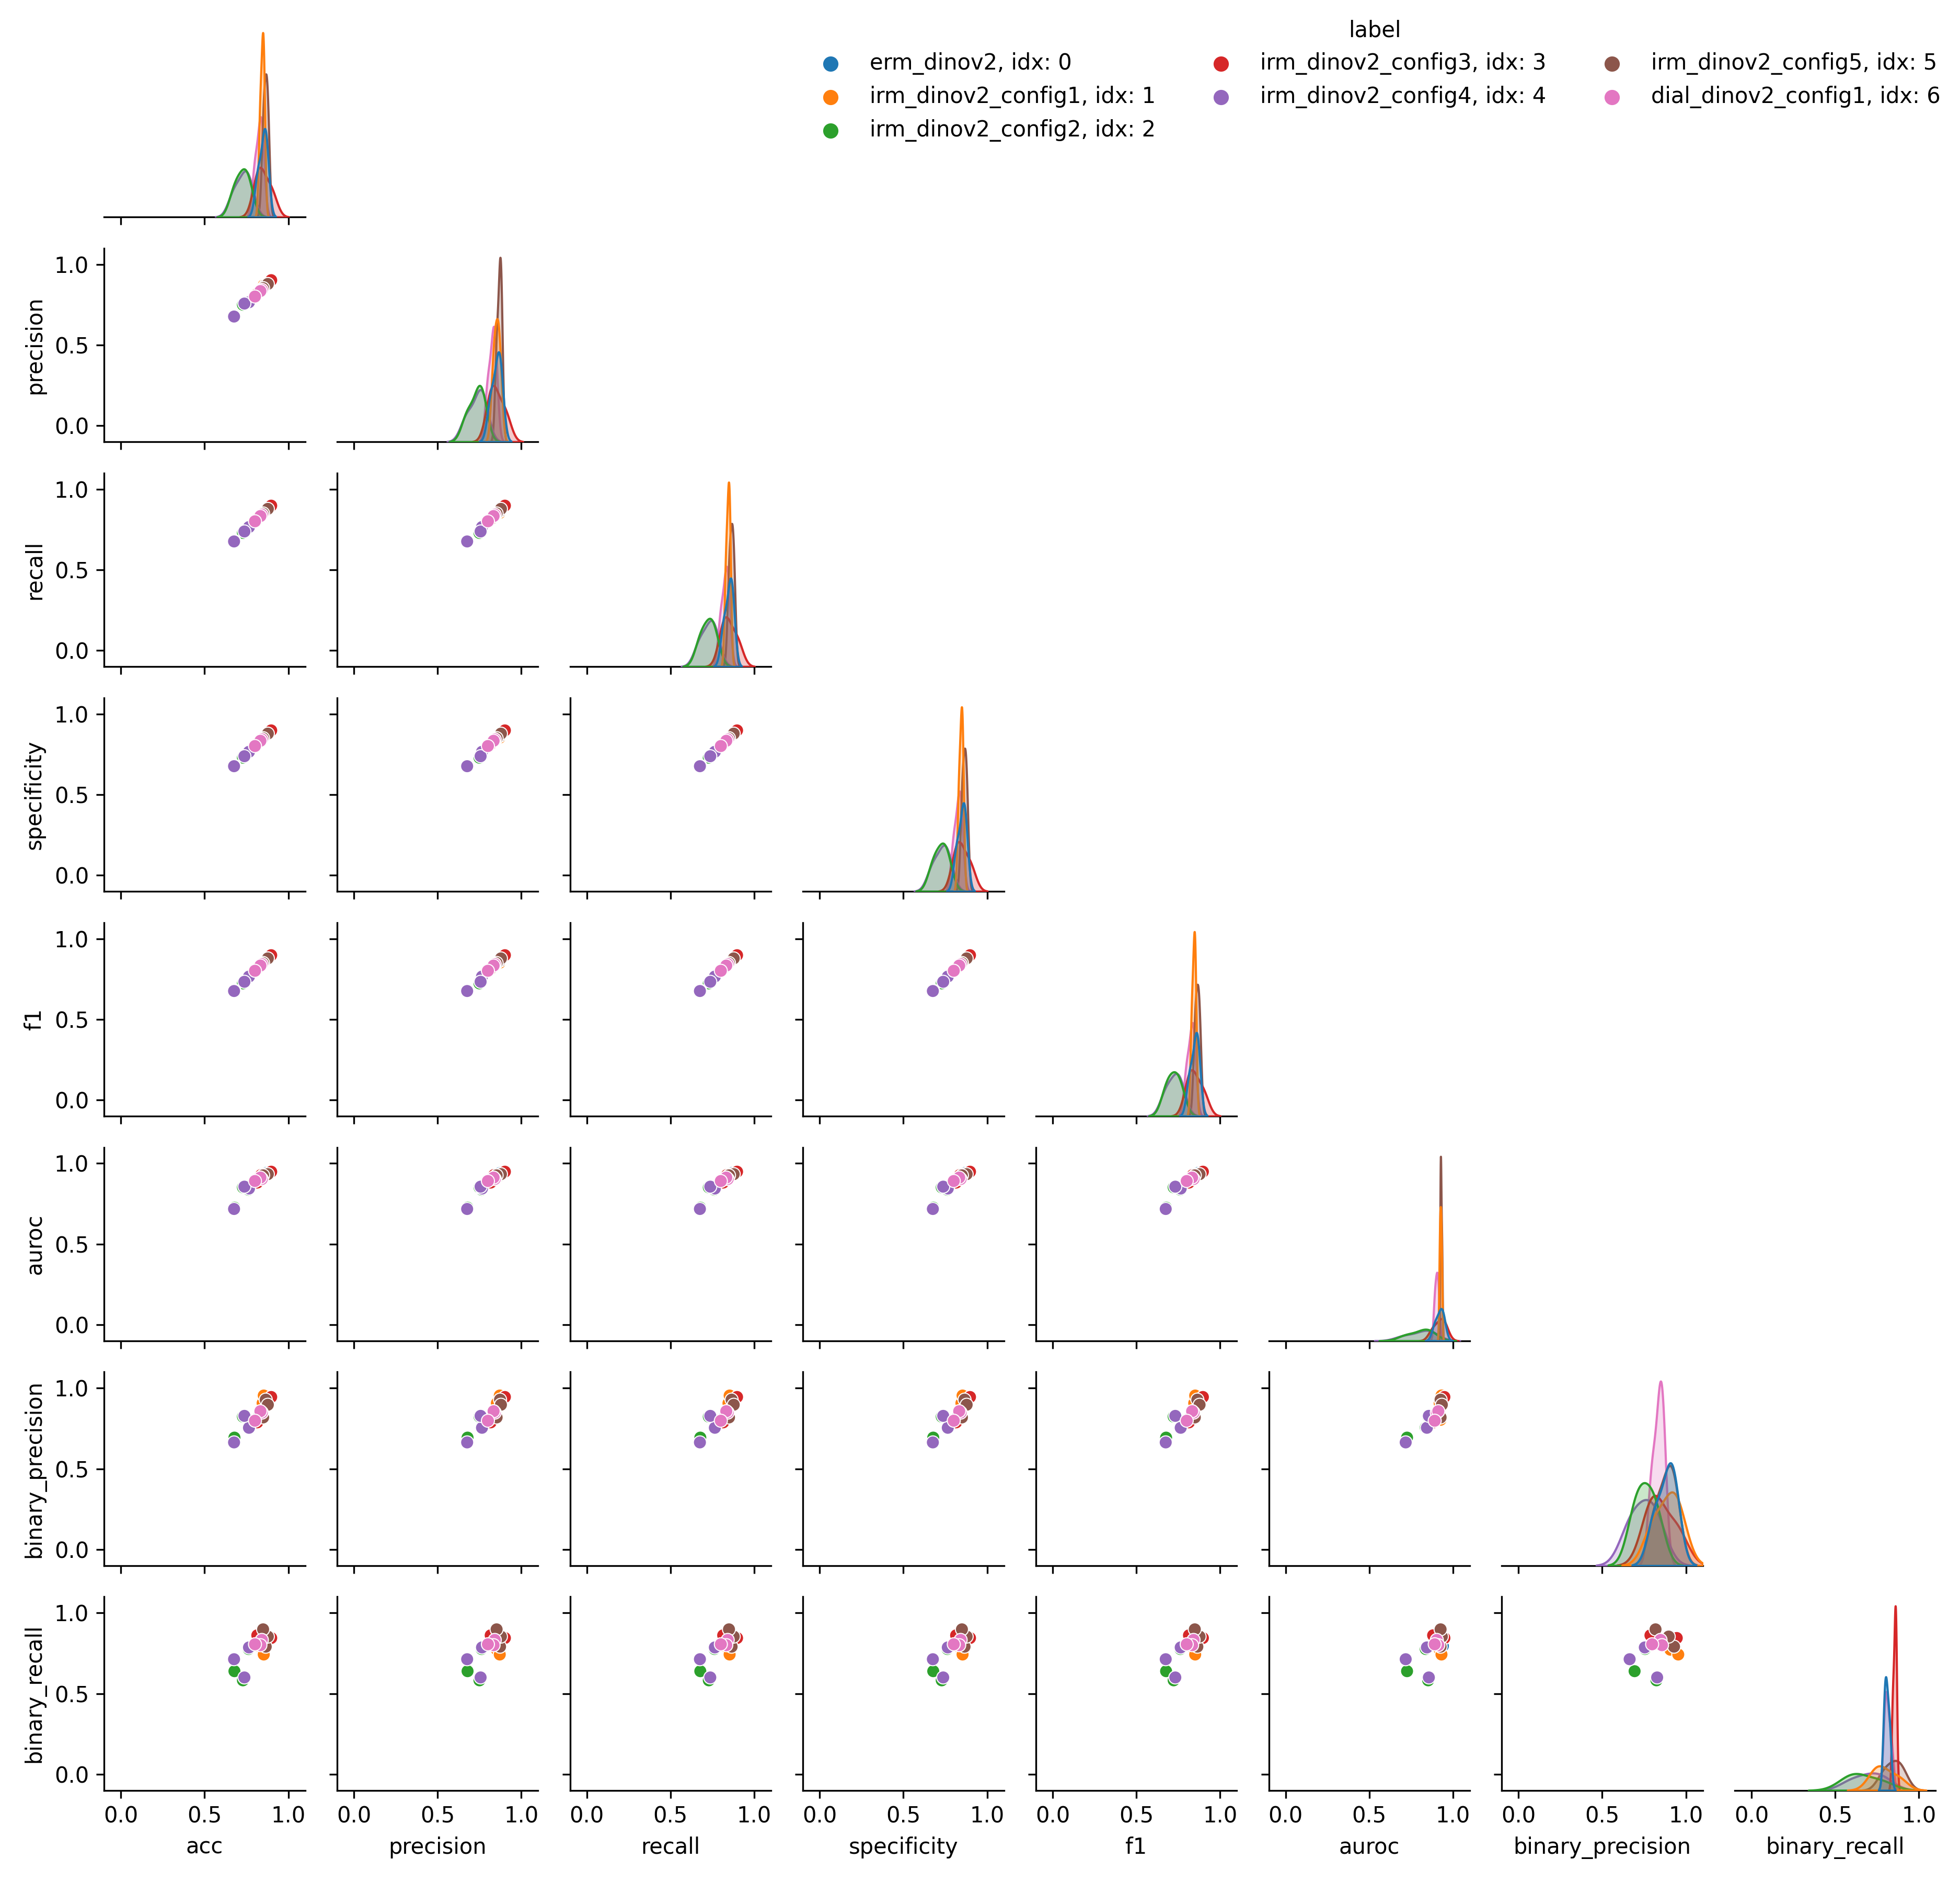 label
erm_dinov2, idx: 0
irm_dinov2_config1, idx: 1
irm_dinov2_config2, idx: 2
irm_dinov2_config3, idx: 3
irm_dinov2_config4, idx: 4
irm_dinov2_config5, idx: 5
dial_dinov2_config1, idx: 6
1.0
precision
0.5
0.0
1.0
recall
0.5
0.0
1.0
specificity
0.5
0.0
1.0
f1
0.5
0.0
1.0
auroc
0.5
0.0
1.0
binary_precision
0.5
0.0
1.0
binary_recall
0.5
0.0
0.0 0.5 1.0 0.0 0.5 1.0 0.0 0.5 1.0 0.0 0.5 1.0 0.0 0.5 1.0 0.0 0.5 1.0 0.0 0.5 1.0 0.0 0.5 1.0
acc precision recall specificity f1 auroc binary_precision binary_recall